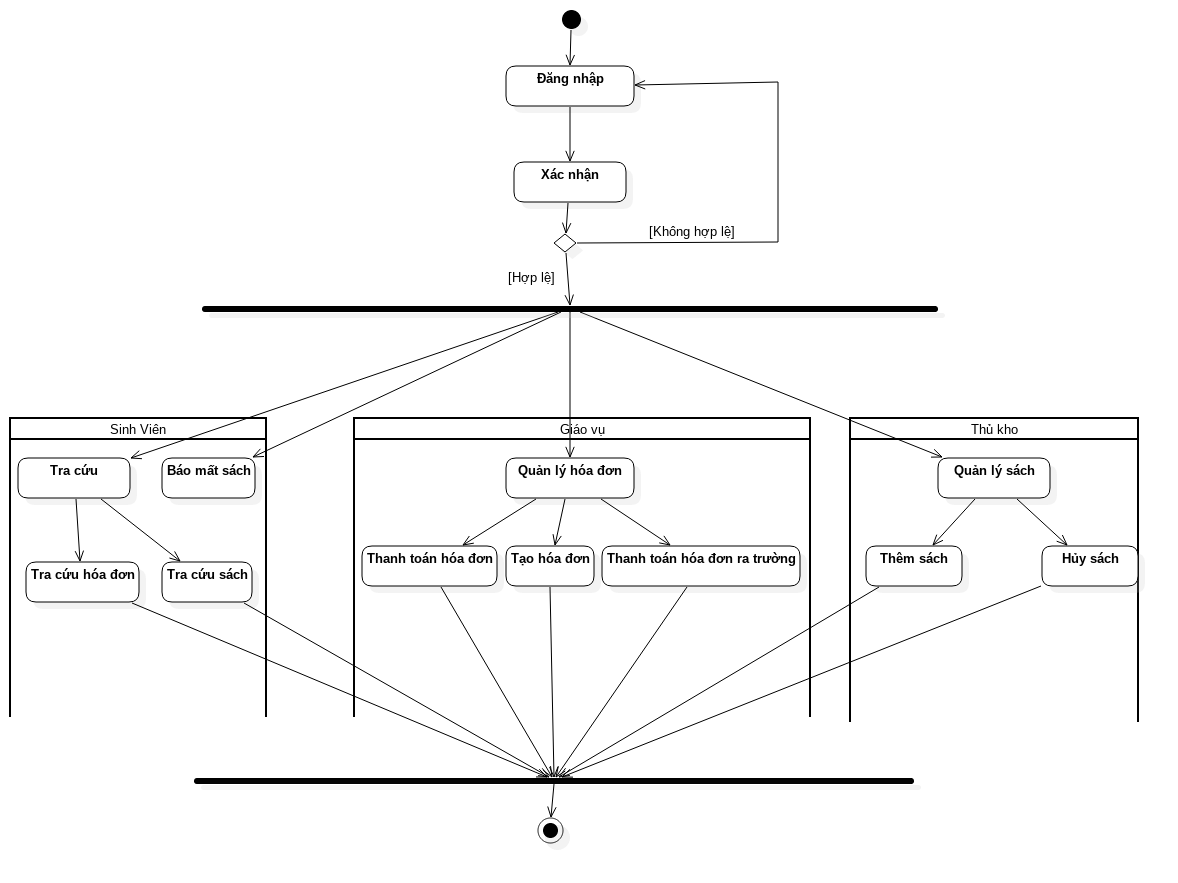 Đăng nhập
Xác nhận
[Không hợp lệ]
[Hợp lệ]
Sinh Viên
Giáo vụ
Thủ kho
Tra cứu
Báo mất sách
Quản lý hóa đơn
Quản lý sách
Thanh toán hóa đơn
Tạo hóa đơn
Thanh toán hóa đơn ra trường
Thêm sách
Hủy sách
Tra cứu hóa đơn
Tra cứu sách